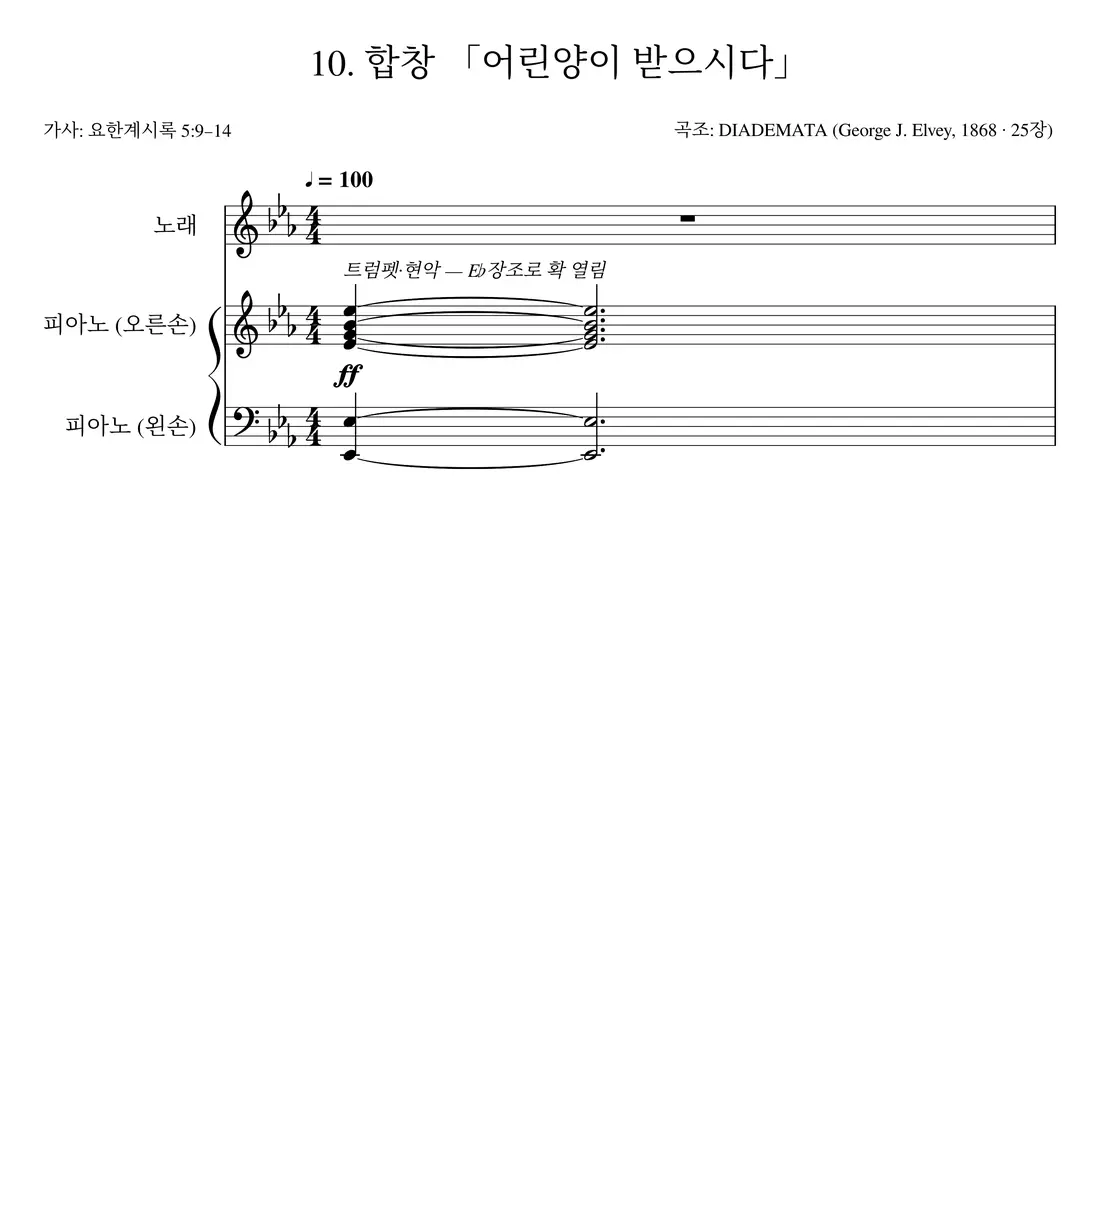 10. 합창 「어린양이 받으시다」
가사: 요한계시록 5:9–14
곡조: DIADEMATA (George J. Elvey, 1868 · 25장)
♩ = 100
노래
트럼펫·현악 — E♭장조로 확 열림
피아노 (오른손)
ff
피아노 (왼손)